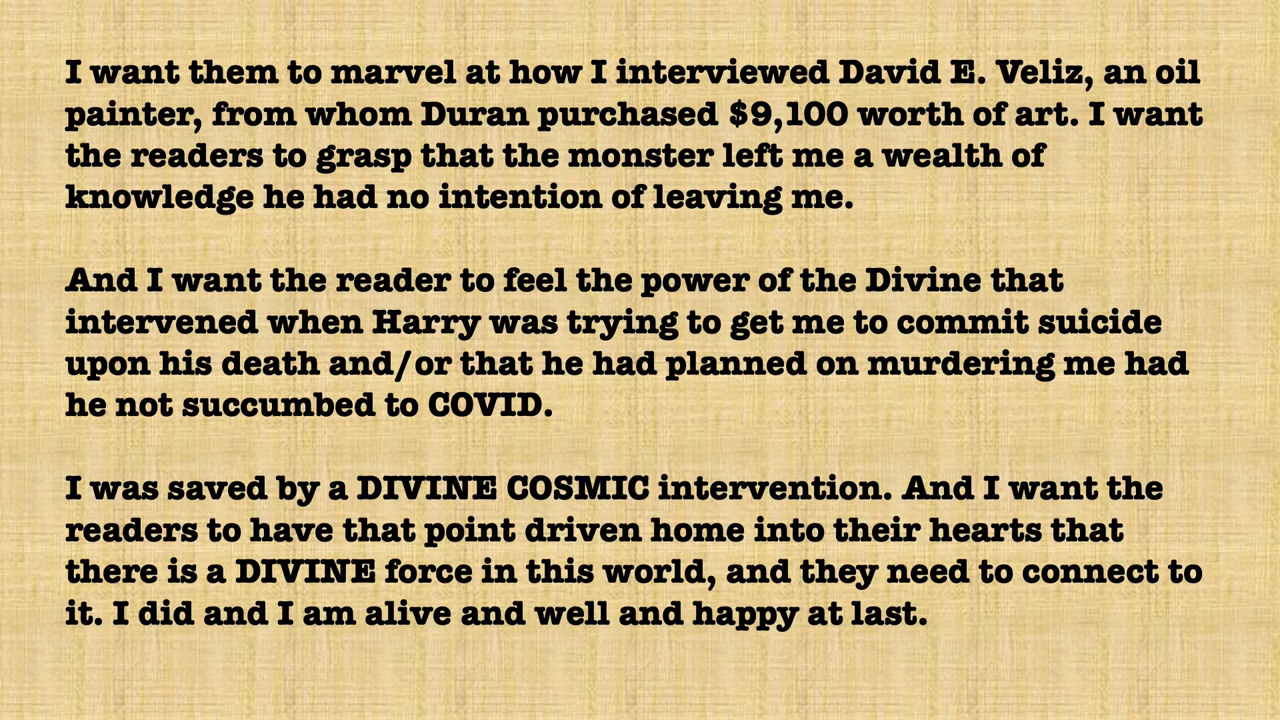 I want them to marvel at how I interviewed David E. Veliz, an oil
painter, from whom Duran purchased $9,100 worth of art. I want
the readers to grasp that the monster left me a wealth of
knowledge he had no intention of leaving me.
And I want the reader to feel the power of the Divine that
intervened when Harry was trying to get me to commit suicide
upon his death and/or that he had planned on murdering me had
he not succumbed to COVID.
I was saved by a DIVINE COSMIC intervention. And I want the
readers to have that point driven home into their hearts that
there is a DIVINE force in this world, and they need to connect to
it. I did and I am alive and well and happy at last.